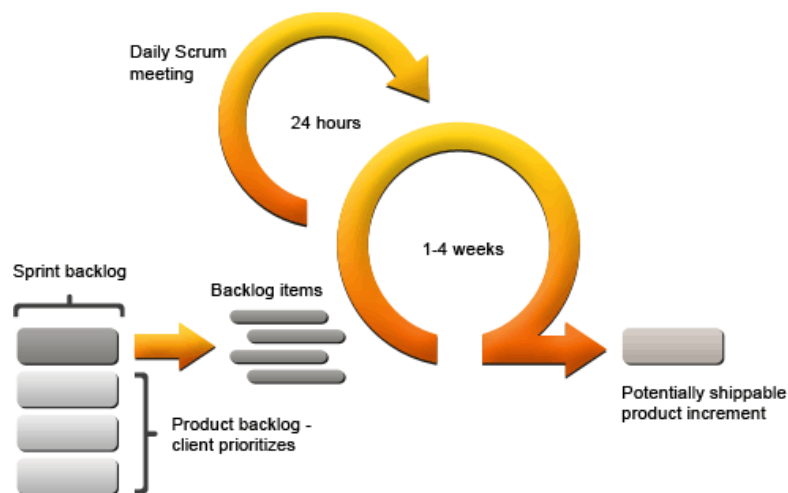 Daily Scrum
meeting
24 hours
1-4 weeks
Sprint backlog
Backlog items
Potentially shippable
product increment
Product backlog -
client prioritizes